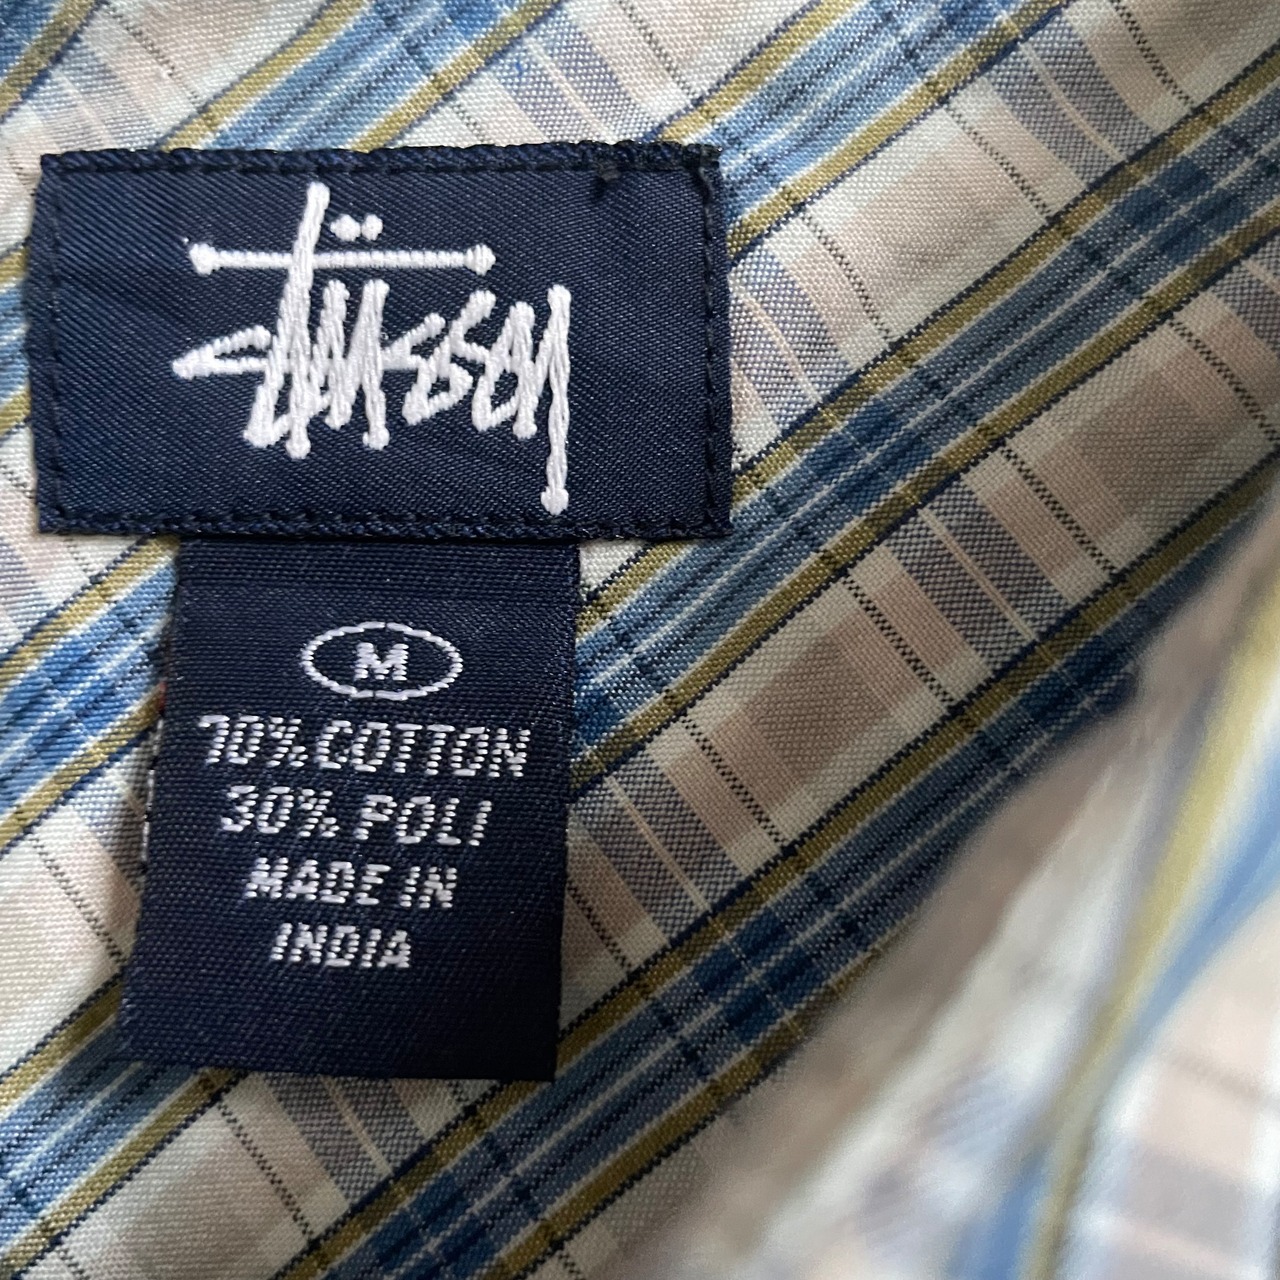 Stüssy
M
70% COTTON
30% POLI
MADE IN
INDIA